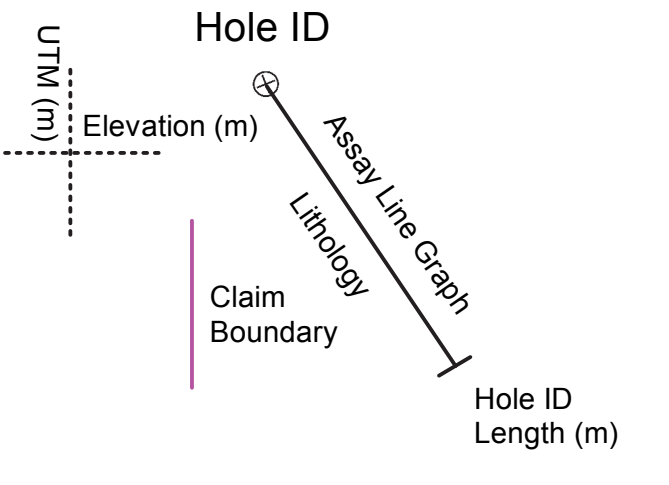 Hole ID
UTM (m)
Elevation (m)
Assay Line Graph
Lithology
Claim
Boundary
Hole ID
Length (m)